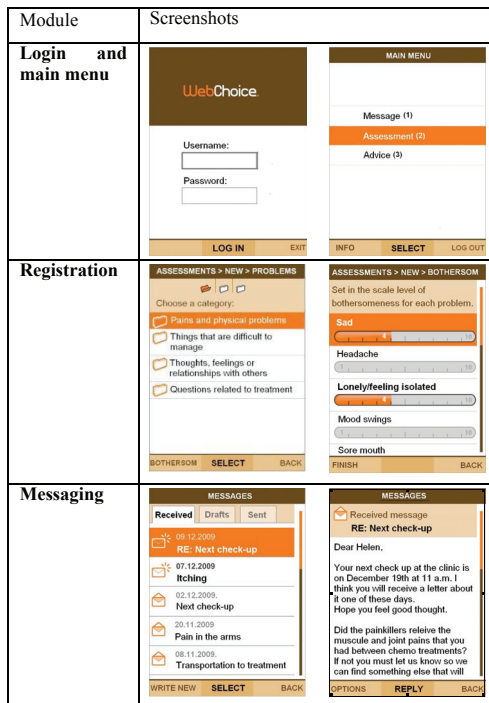 Module Screenshots
Login and
main menu
WebChoice
Username:
Password:
LOG IN EXIT
MAIN MENU
Message (1)
Assessment (2)
Advice (3)
INFO SELECT LOG OUT
Registration
ASSESSMENTS > NEW > PROBLEMS
Choose a category:
Pains and physical problems
Things that are difficult to
manage
Thoughts, feelings or
relationships with others
Questions related to treatment
BOTHERSOM SELECT BACK
ASSESSMENTS > NEW > BOTHERSOM
Set in the scale level of
bothersomeness for each problem.
Sad
4 10
Headache
1 10
Lonely/feeling isolated
4 10
Mood swings
1 10
Sore mouth
FINISH BACK
Messaging
MESSAGES
Received Drafts Sent
09.12.2009
RE: Next check-up
07.12.2009
Itching
02.12.2009.
Next check-up
20.11.2009
Pain in the arms
08.11.2009.
Transportation to treatment
WRITE NEW SELECT BACK
MESSAGES
Received message
RE: Next check-up
Dear Helen,
Your next check up at the clinic is
on December 19th at 11 a.m. I
think you will receive a letter about
it one of these days.
Hope you feel good thought.
Did the painkillers releive the
muscule and joint pains that you
had between chemo treatments?
If not you must let us know so we
can find something else that will
OPTIONS REPLY BACK